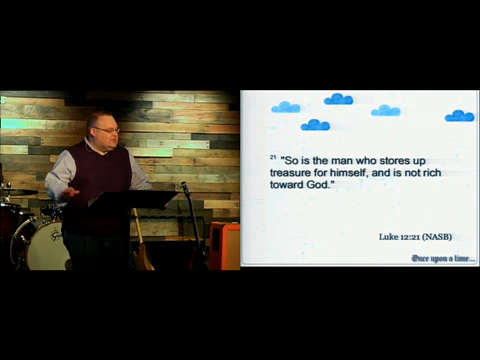 21 "So is the man who stores up
treasure for himself, and is not rich
toward God."
Luke 12:21 (NASB)
Once upon a time...